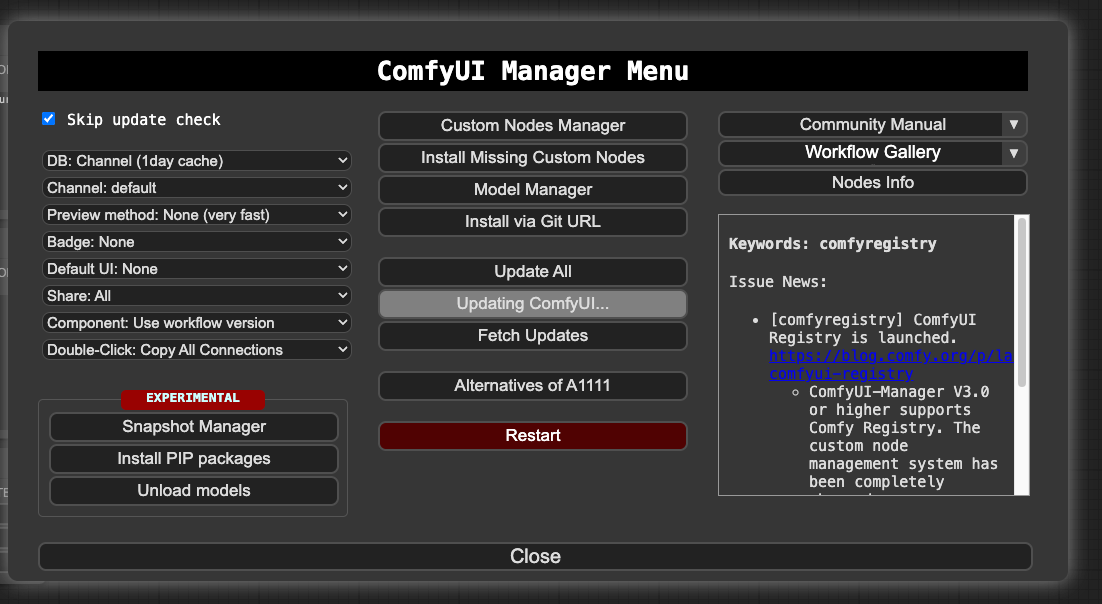 ComfyUI Manager Menu
Skip update check
DB: Channel (1day cache)
Channel: default
Preview method: None (very fast)
Badge: None
Default UI: None
Share: All
Component: Use workflow version
Double-Click: Copy All Connections
EXPERIMENTAL
Snapshot Manager
Install PIP packages
Unload models
Custom Nodes Manager
Install Missing Custom Nodes
Model Manager
Install via Git URL
Update All
Updating ComfyUI...
Fetch Updates
Alternatives of A1111
Restart
Community Manual ▼
Workflow Gallery ▼
Nodes Info
Keywords: comfyregistry
Issue News:
• [comfyregistry] ComfyUI
Registry is launched.
https://blog.comfy.org/p/la
comfyui-registry
◦ ComfyUI-Manager V3.0
or higher supports
Comfy Registry. The
custom node
management system has
been completely
Close